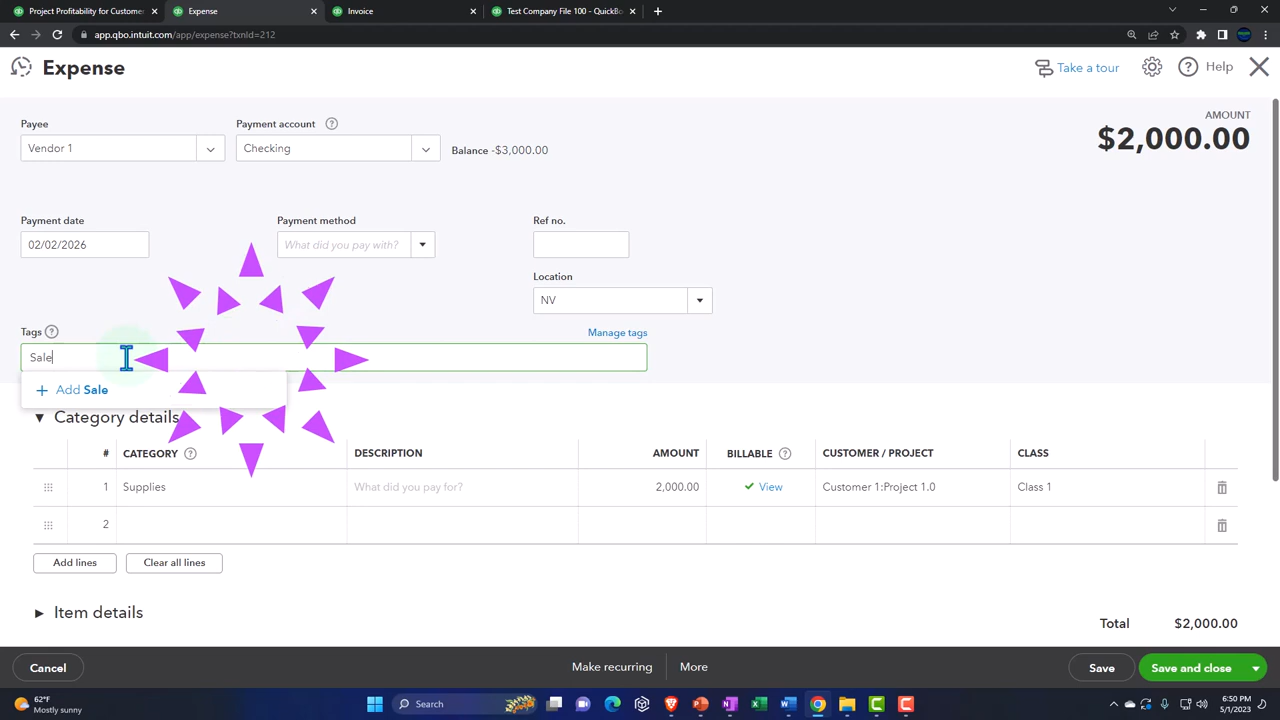 Project Profitability for Customer
Expense
Invoice
Test Company File 100 - QuickBo
app.qbo.intuit.com/app/expense?txnId=212
Expense
Take a tour
Help
Payee
Payment account
AMOUNT
Vendor 1
Checking
Balance -$3,000.00
$2,000.00
Payment date
Payment method
Ref no.
02/02/2026
What did you pay with?
Location
NV
Tags
Manage tags
Sale
+ Add Sale
Category details
# CATEGORY DESCRIPTION AMOUNT BILLABLE CUSTOMER / PROJECT CLASS
1 Supplies What did you pay for? 2,000.00 View Customer 1:Project 1.0 Class 1
2
Add lines
Clear all lines
Item details
Total $2,000.00
Cancel
Make recurring
More
Save
Save and close
62°F
Mostly sunny
Search
6:50 PM
5/1/2023